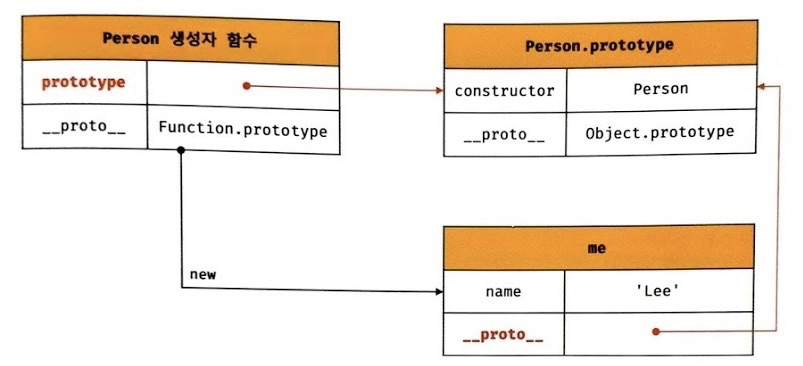 Person 생성자 함수
prototype
__proto__ Function.prototype
Person.prototype
constructor Person
__proto__ Object.prototype
new
me
name 'Lee'
__proto__